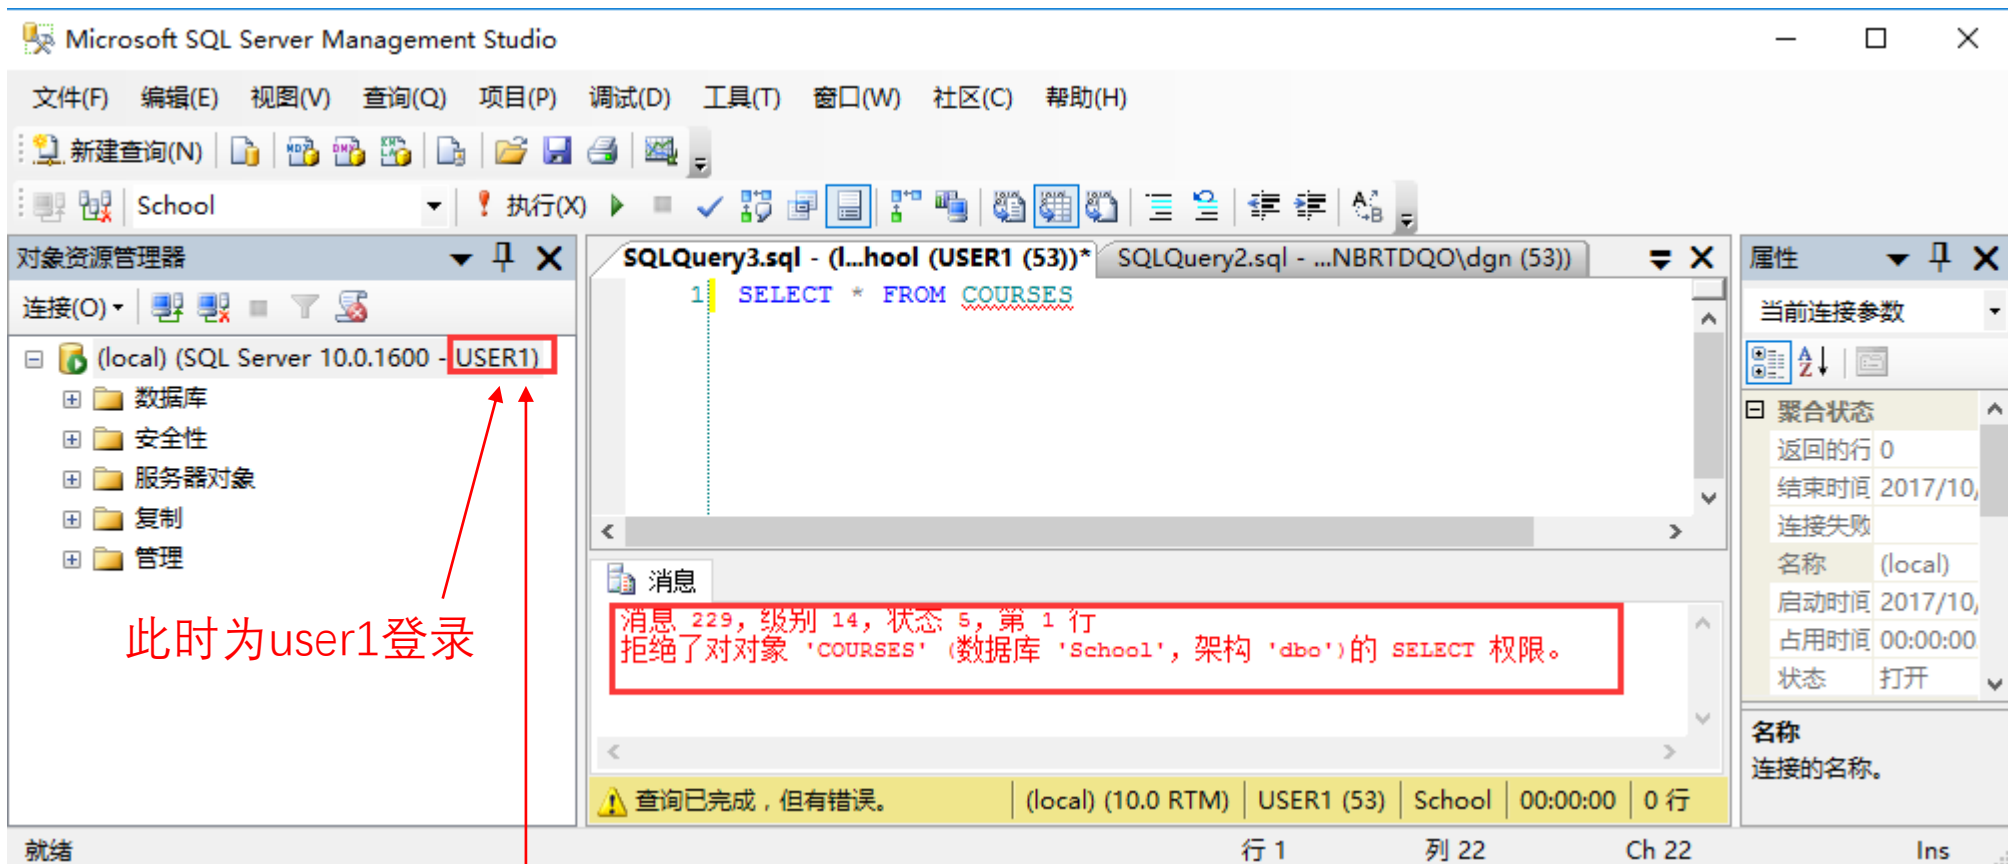 Microsoft SQL Server Management Studio
文件(F) 编辑(E) 视图(V) 查询(Q) 项目(P) 调试(D) 工具(T) 窗口(W) 社区(C) 帮助(H)
新建查询(N)
School 执行(X)
对象资源管理器
连接(O)
(local) (SQL Server 10.0.1600 - USER1)
数据库
安全性
服务器对象
复制
管理
此时为user1登录
SQLQuery3.sql - (l...hool (USER1 (53))* SQLQuery2.sql - ...NBRTDQO\dgn (53))
1 SELECT * FROM COURSES
消息
消息 229，级别 14，状态 5，第 1 行
拒绝了对对象 'COURSES' (数据库 'School'，架构 'dbo')的 SELECT 权限。
查询已完成，但有错误。 (local) (10.0 RTM) USER1 (53) School 00:00:00 0 行
属性
当前连接参数
聚合状态
返回的行 0
结束时间 2017/10/
连接失败
名称 (local)
启动时间 2017/10/
占用时间 00:00:00
状态 打开
名称
连接的名称。
就绪 行 1 列 22 Ch 22 Ins